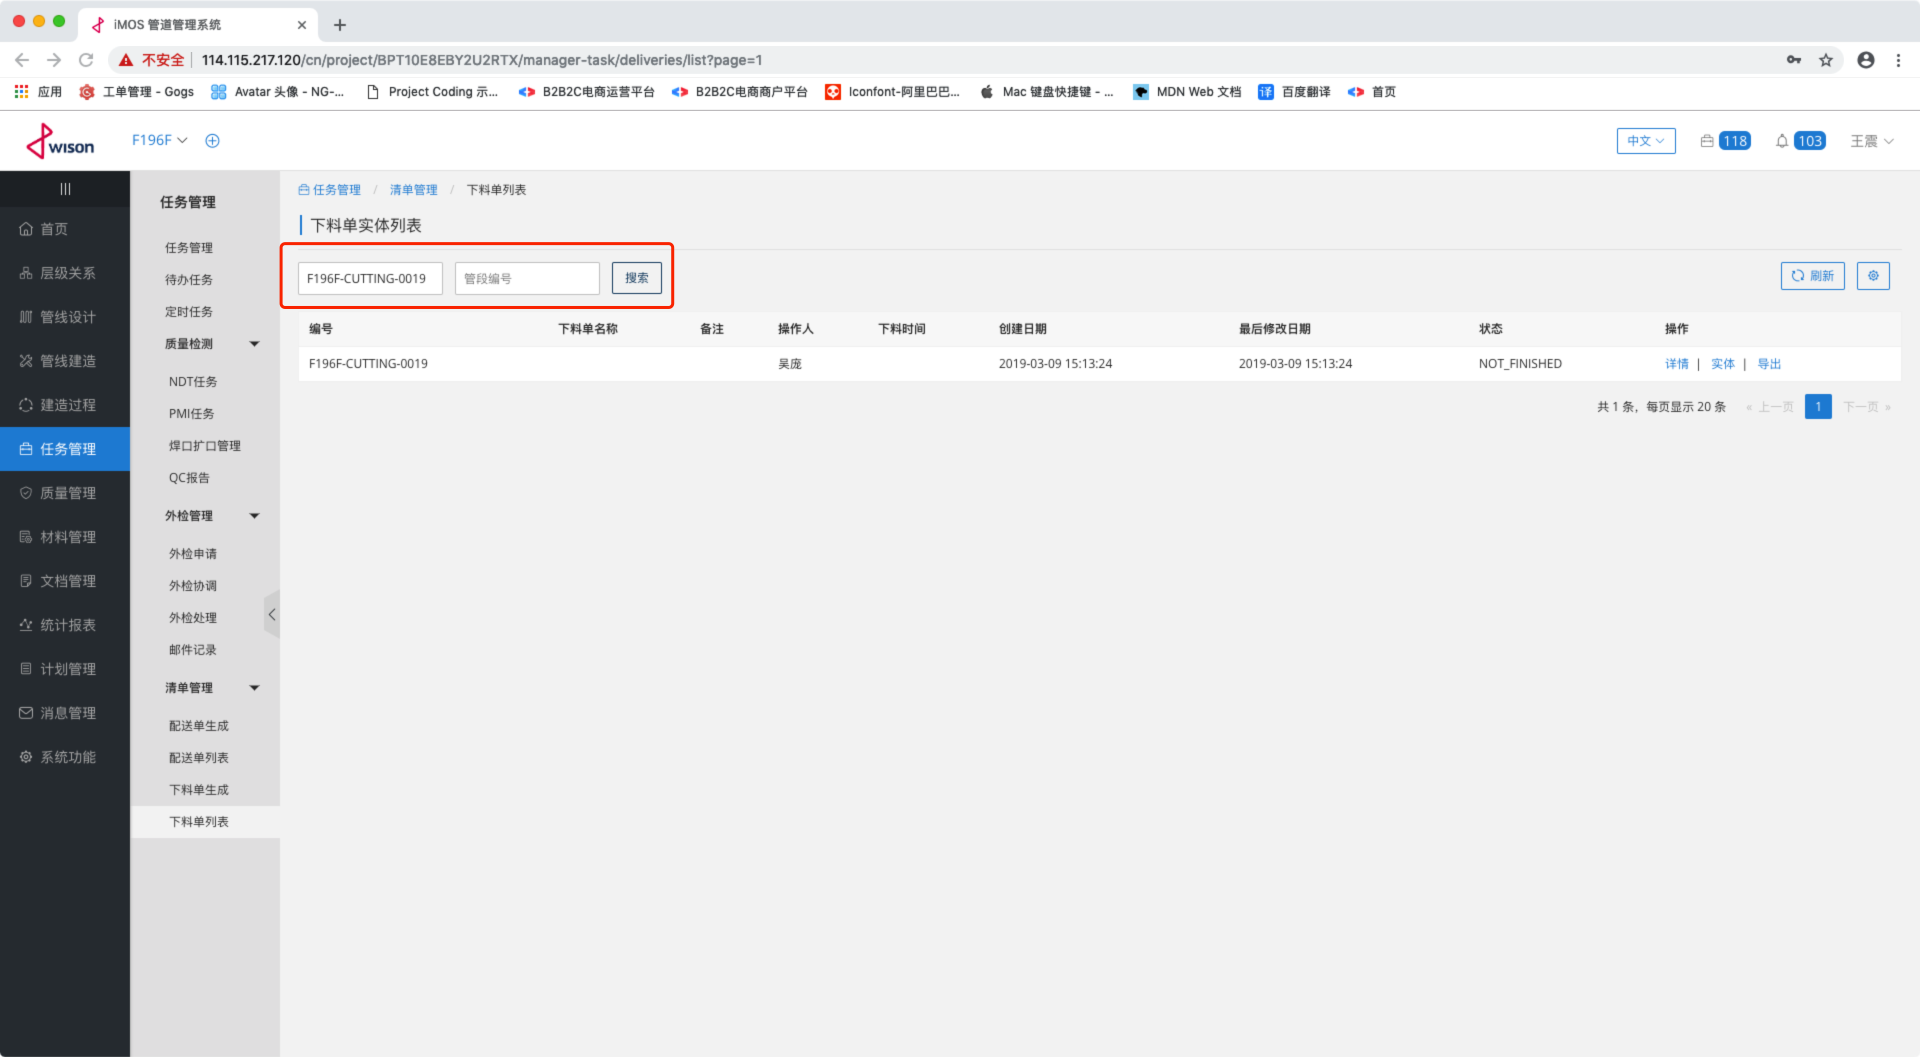 iMOS 管道管理系统
不安全 114.115.217.120/cn/project/BPT10E8EBY2U2RTX/manager-task/deliveries/list?page=1
应用 工单管理 - Gogs Avatar 头像 - NG-... Project Coding 示... B2B2C电商运营平台 B2B2C电商商户平台 Iconfont-阿里巴巴... Mac 键盘快捷键 - ... MDN Web 文档 译 百度翻译 首页
wison F196F 中文 118 103 王震
首页
层级关系
管线设计
管线建造
建造过程
任务管理
质量管理
材料管理
文档管理
统计报表
计划管理
消息管理
系统功能
任务管理
任务管理
待办任务
定时任务
质量检测
NDT任务
PMI任务
焊口扩口管理
QC报告
外检管理
外检申请
外检协调
外检处理
邮件记录
清单管理
配送单生成
配送单列表
下料单生成
下料单列表
任务管理 / 清单管理 / 下料单列表
下料单实体列表
F196F-CUTTING-0019 管段编号 搜索 刷新
编号 下料单名称 备注 操作人 下料时间 创建日期 最后修改日期 状态 操作
F196F-CUTTING-0019 吴庞 2019-03-09 15:13:24 2019-03-09 15:13:24 NOT_FINISHED 详情 | 实体 | 导出
共 1 条，每页显示 20 条 « 上一页 1 下一页 »